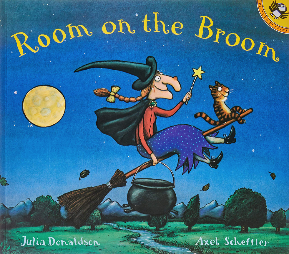 Room on the Broom
Julia Donaldson
Axel Scheffler